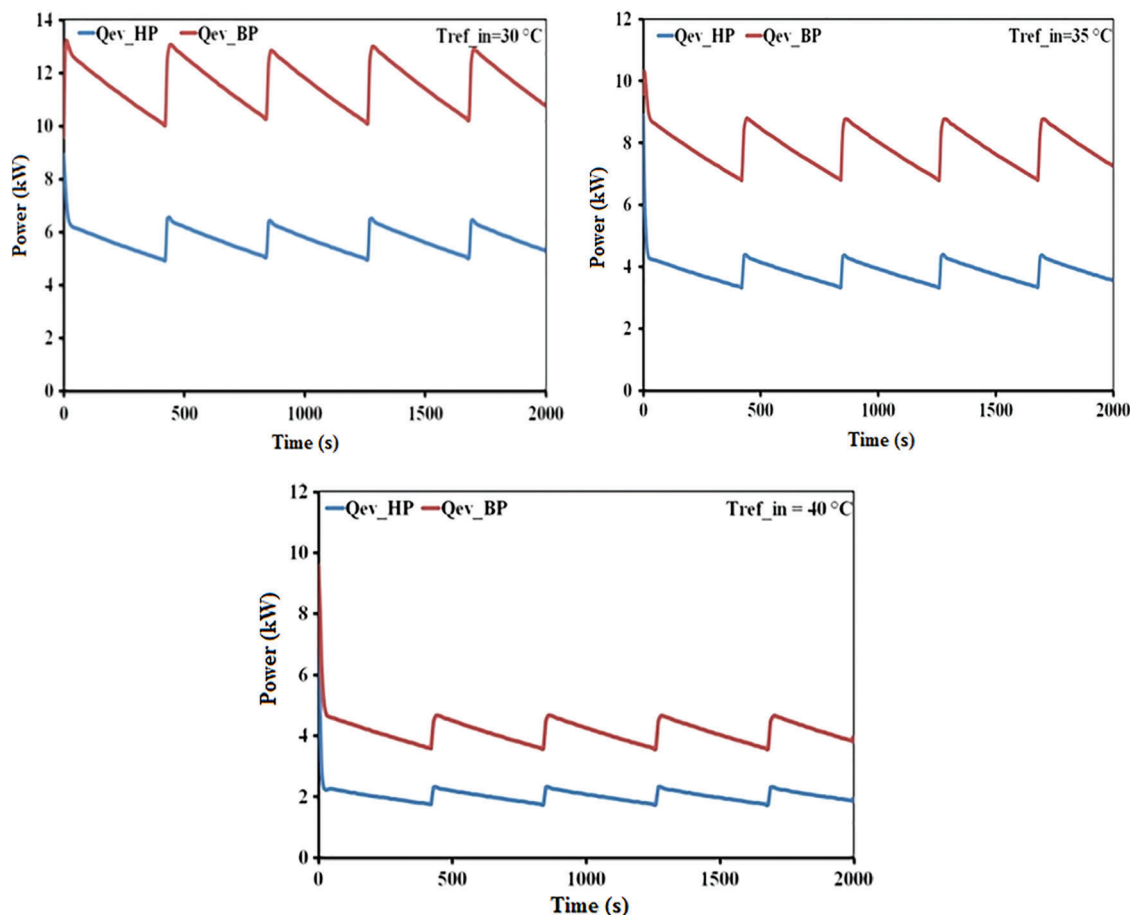 14
12
10
8
6
4
2
0
Power (kW)
Qev_HP Qev_BP Tref_in=30 °C
0 500 1000 1500 2000
Time (s)
12
10
8
6
4
2
0
Power (kW)
Qev_HP Qev_BP Tref_in=35 °C
0 500 1000 1500 2000
Time (s)
12
10
8
6
4
2
0
Power (kW)
Qev_HP Qev_BP Tref_in = 40 °C
0 500 1000 1500 2000
Time (s)